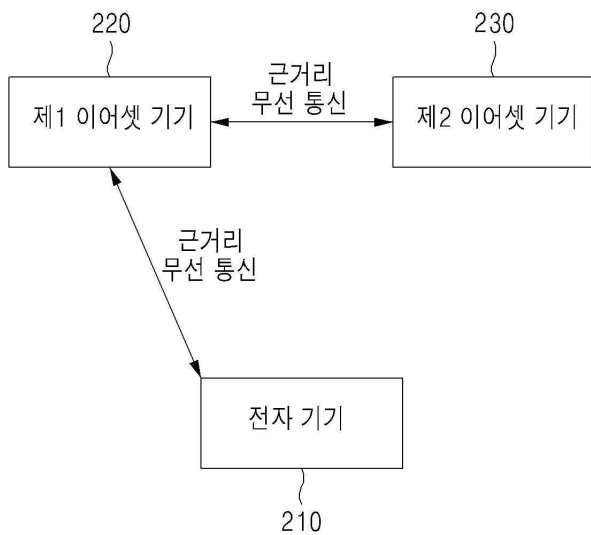 220
230
제1 이어셋 기기
근거리
무선 통신
제2 이어셋 기기
근거리
무선 통신
전자 기기
210